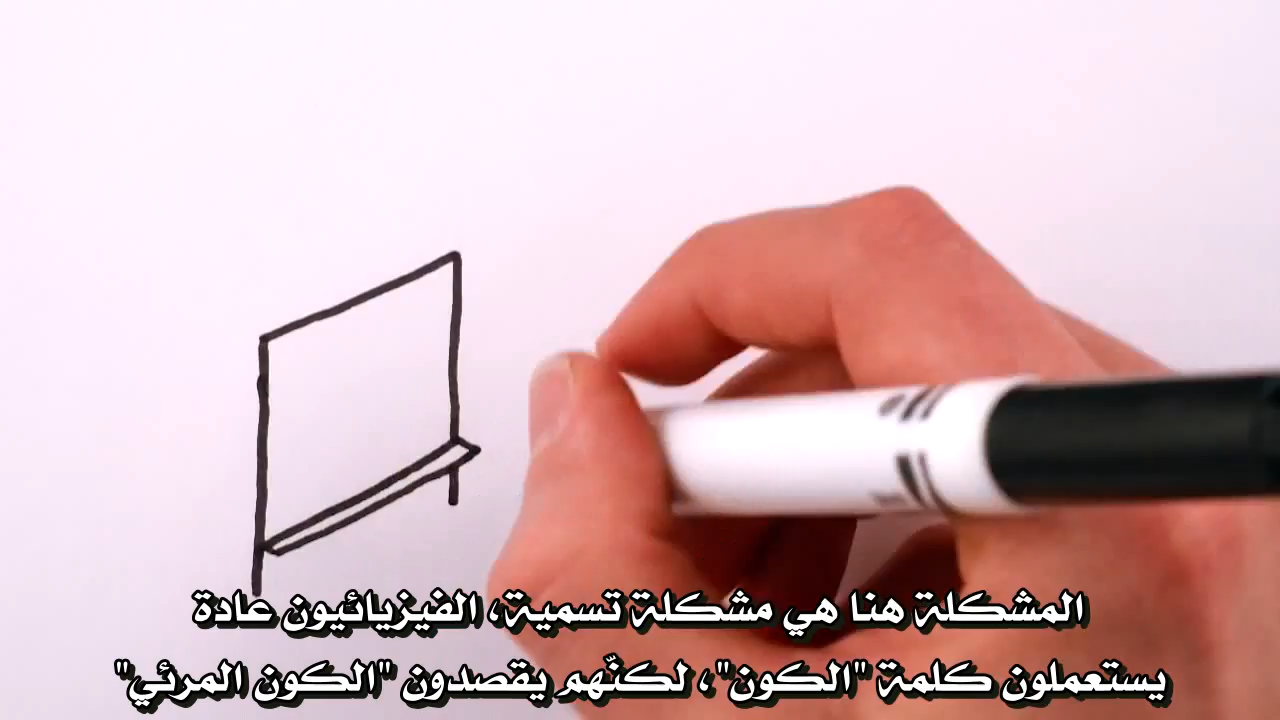 المشكلة هنا هي مشكلة تسمية، الفيزيائيون عادة
يستعملون كلمة "الكون"، لكنّهم يقصدون "الكون المرئي"